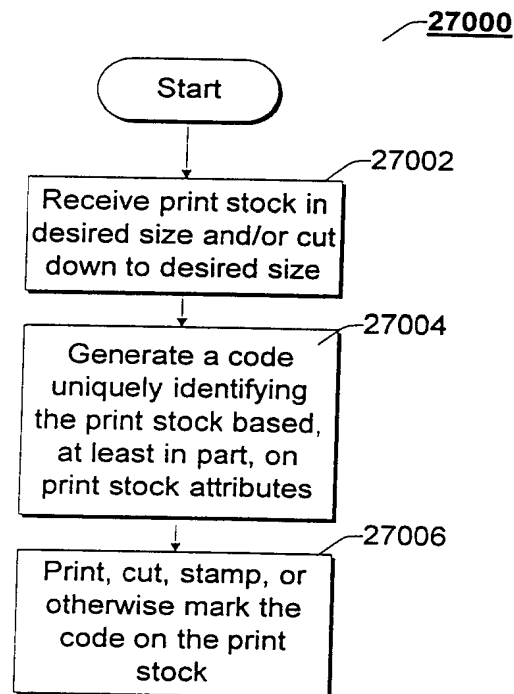 27000
Start
27002
Receive print stock in
desired size and/or cut
down to desired size
27004
Generate a code
uniquely identifying
the print stock based,
at least in part, on
print stock attributes
27006
Print, cut, stamp, or
otherwise mark the
code on the print
stock